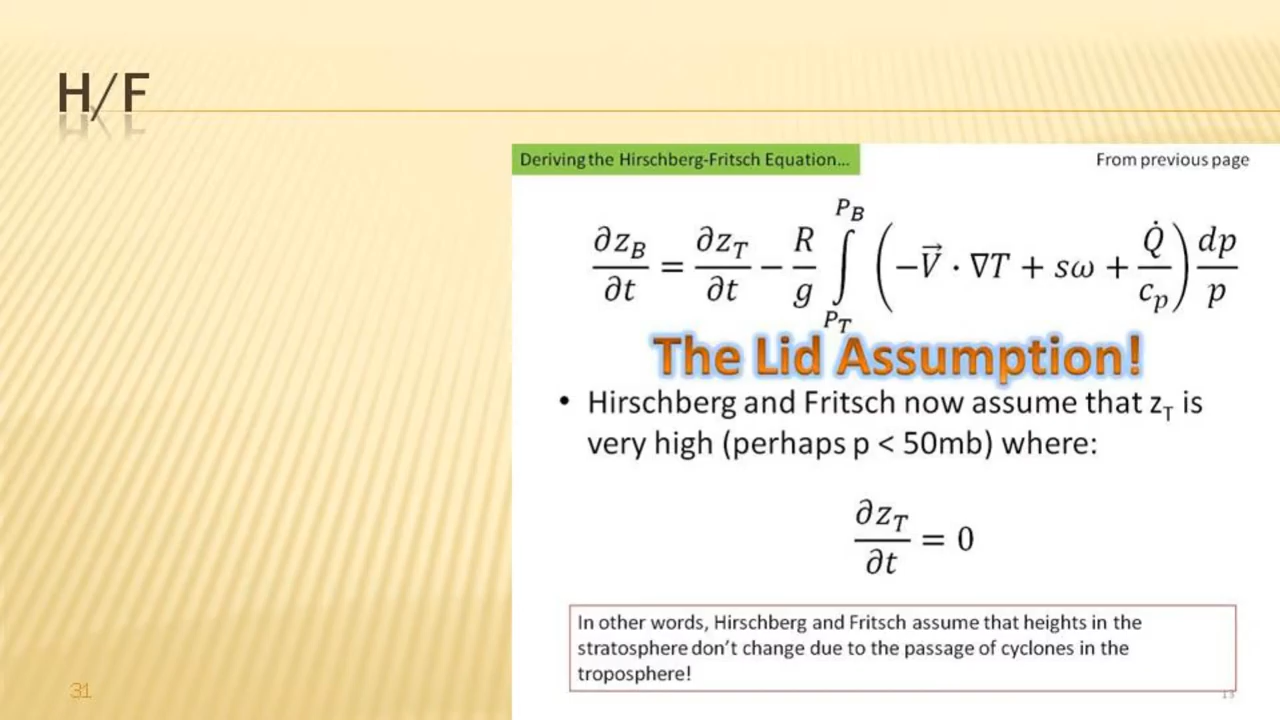 H/F
Deriving the Hirschberg-Fritsch Equation…
From previous page
∂z_B/∂t = ∂z_T/∂t − R/g ∫_{P_T}^{P_B} (−V⃗ · ∇T + sω + Q̇/c_p) dp/p
The Lid Assumption!
• Hirschberg and Fritsch now assume that z_T is
very high (perhaps p < 50mb) where:
∂z_T/∂t = 0
In other words, Hirschberg and Fritsch assume that heights in the
stratosphere don't change due to the passage of cyclones in the
troposphere!
31
13